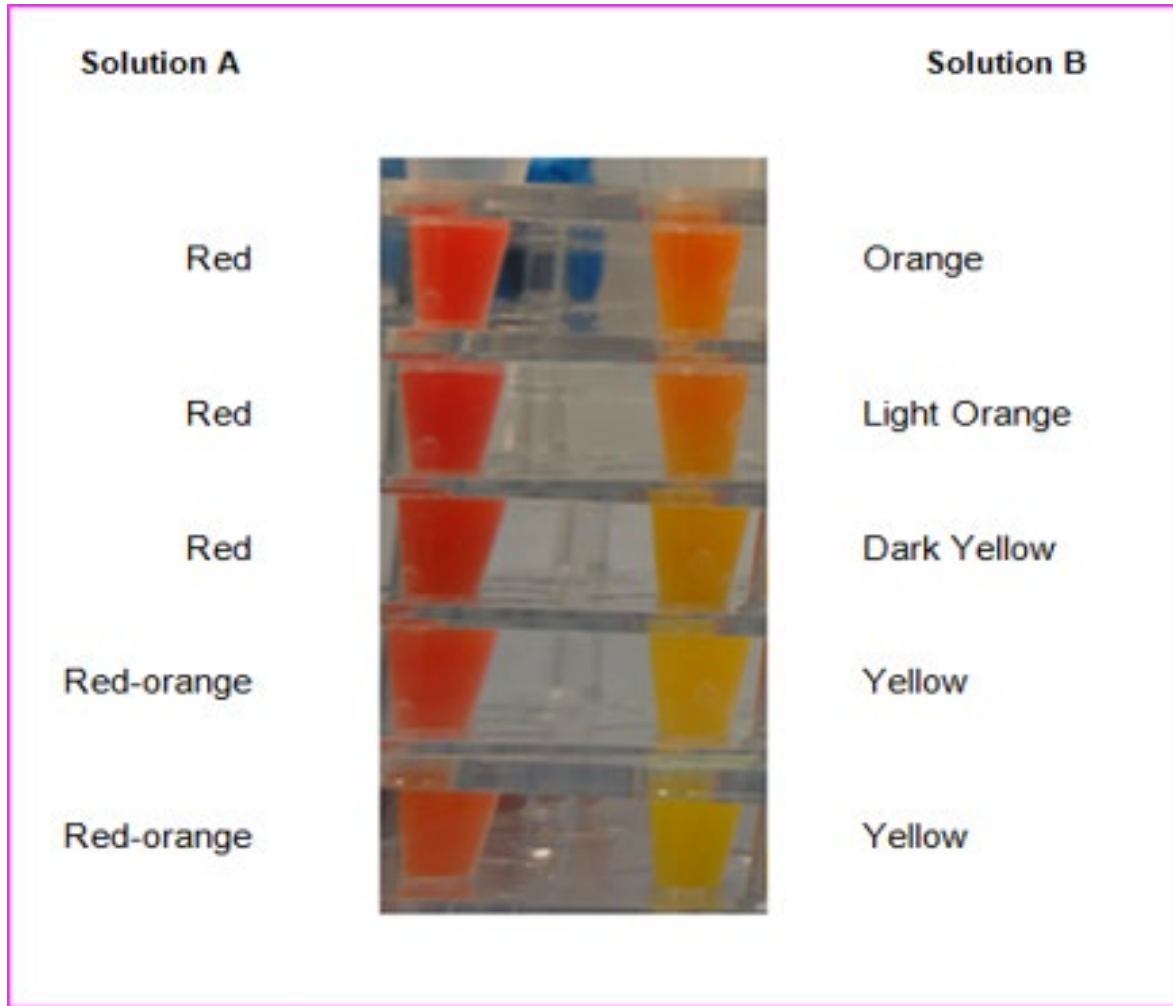 Solution A Solution B
Red Orange
Red Light Orange
Red Dark Yellow
Red-orange Yellow
Red-orange Yellow